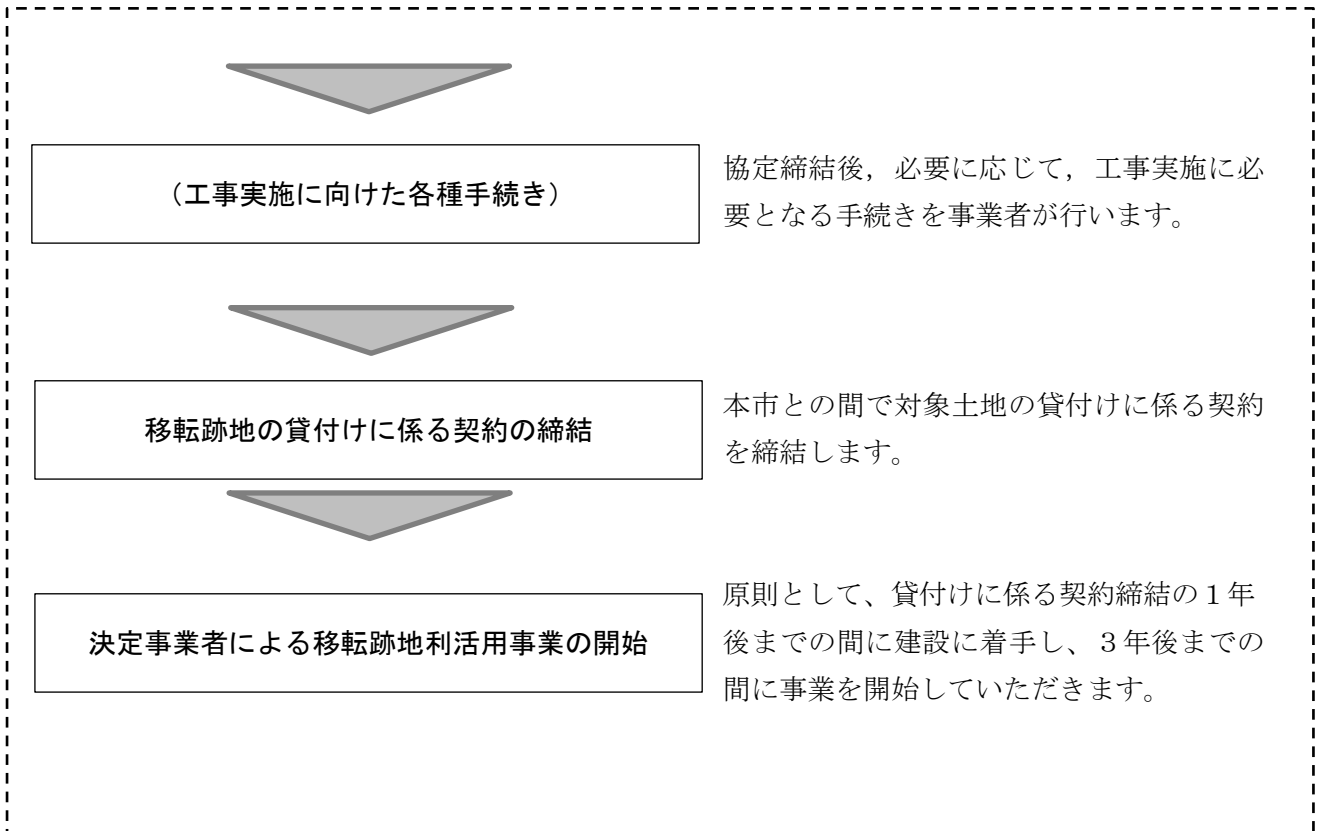 (工事実施に向けた各種手続き)
協定締結後,必要に応じて,工事実施に必
要となる手続きを事業者が行います。
移転跡地の貸付けに係る契約の締結
本市との間で対象土地の貸付けに係る契約
を締結します。
決定事業者による移転跡地利活用事業の開始
原則として、貸付けに係る契約締結の1年
後までの間に建設に着手し、3年後までの
間に事業を開始していただきます。